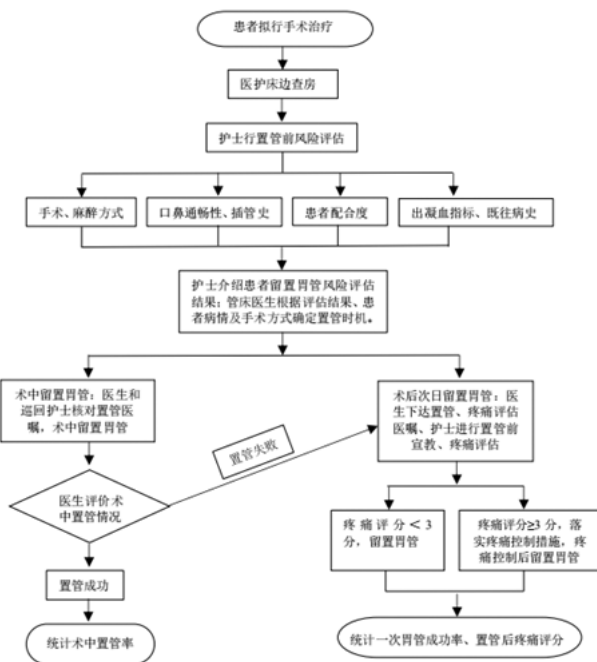 患者拟行手术治疗
医护床边查房
护士行置管前风险评估
手术、麻醉方式
口鼻通畅性、插管史
患者配合度
出凝血指标、既往病史
护士介绍患者留置胃管风险评估
结果；管床医生根据评估结果、患
者病情及手术方式确定置管时机。
术中留置胃管：医生和
巡回护士核对置管医
嘱，术中留置胃管
术后次日留置胃管：医
生下达置管、疼痛评估
医嘱、护士进行置管前
宣教、疼痛评估
置管失败
医生评价术
中置管情况
疼痛评分＜3
分，留置胃管
疼痛评分≥3 分，落
实疼痛控制措施，疼
痛控制后留置胃管
置管成功
统计术中置管率
统计一次胃管成功率、置管后疼痛评分